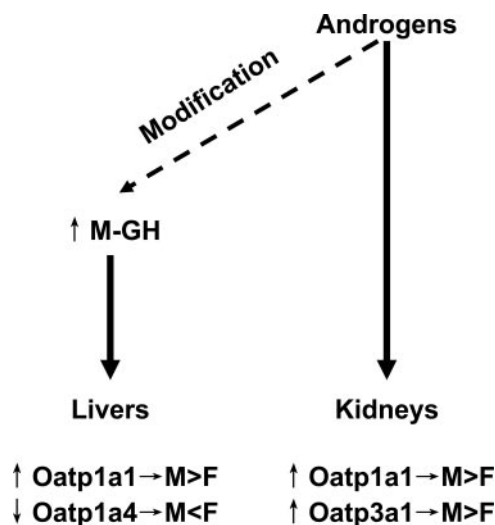 Androgens
Modification
↑ M-GH
Livers
Kidneys
↑ Oatp1a1→M>F
↓ Oatp1a4→M<F
↑ Oatp1a1→M>F
↑ Oatp3a1→M>F